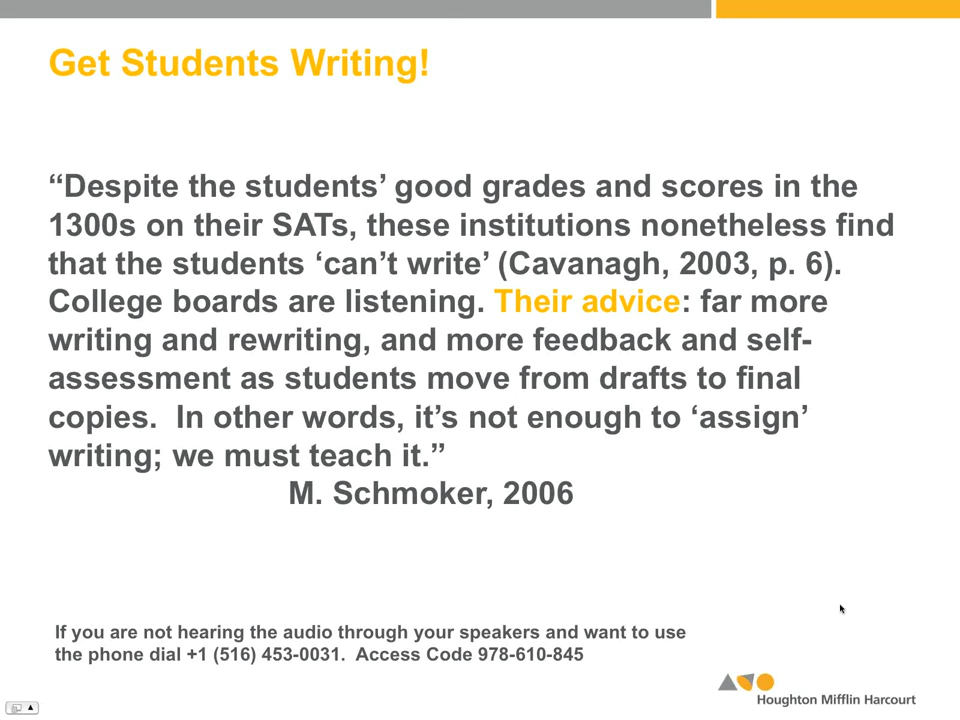 Get Students Writing!
“Despite the students’ good grades and scores in the
1300s on their SATs, these institutions nonetheless find
that the students ‘can’t write’ (Cavanagh, 2003, p. 6).
College boards are listening. Their advice: far more
writing and rewriting, and more feedback and self-
assessment as students move from drafts to final
copies.  In other words, it’s not enough to ‘assign’
writing; we must teach it.”
M. Schmoker, 2006
If you are not hearing the audio through your speakers and want to use
the phone dial +1 (516) 453-0031.  Access Code 978-610-845
Houghton Mifflin Harcourt